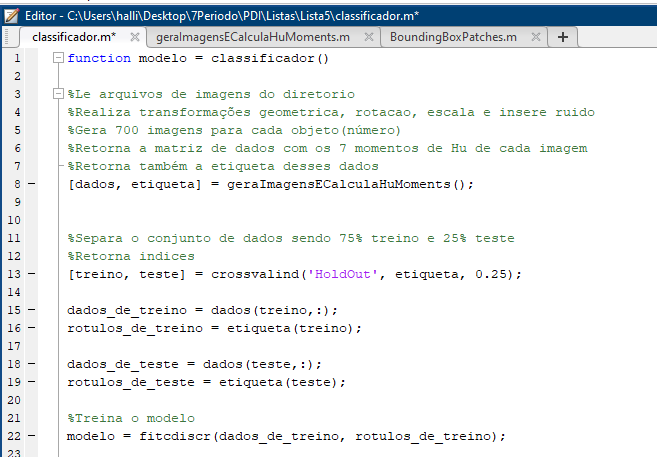 Editor - C:\Users\halli\Desktop\7Periodo\PDI\Listas\Lista5\classificador.m*
classificador.m* × geraImagensECalculaHuMoments.m × BoundingBoxPatches.m × +
1 function modelo = classificador()
2
3 %Le arquivos de imagens do diretorio
4 %Realiza transformações geometrica, rotacao, escala e insere ruido
5 %Gera 700 imagens para cada objeto(número)
6 %Retorna a matriz de dados com os 7 momentos de Hu de cada imagem
7 %Retorna também a etiqueta desses dados
8 [dados, etiqueta] = geraImagensECalculaHuMoments();
9
10
11 %Separa o conjunto de dados sendo 75% treino e 25% teste
12 %Retorna indices
13 [treino, teste] = crossvalind('HoldOut', etiqueta, 0.25);
14
15 dados_de_treino = dados(treino,:);
16 rotulos_de_treino = etiqueta(treino);
17
18 dados_de_teste = dados(teste,:);
19 rotulos_de_teste = etiqueta(teste);
20
21 %Treina o modelo
22 modelo = fitcdiscr(dados_de_treino, rotulos_de_treino);
23